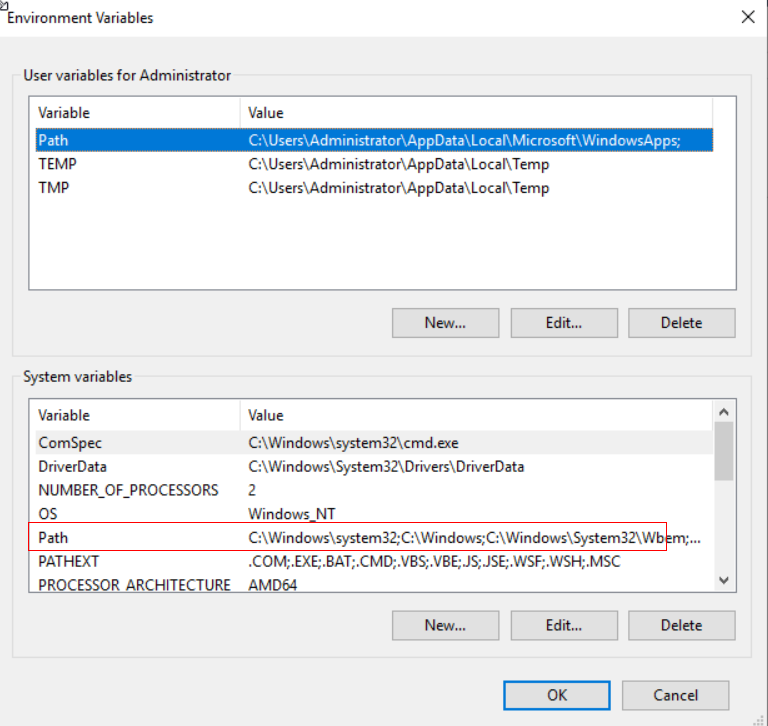 Environment Variables
User variables for Administrator
Variable Value
Path C:\Users\Administrator\AppData\Local\Microsoft\WindowsApps;
TEMP C:\Users\Administrator\AppData\Local\Temp
TMP C:\Users\Administrator\AppData\Local\Temp
New... Edit... Delete
System variables
Variable Value
ComSpec C:\Windows\system32\cmd.exe
DriverData C:\Windows\System32\Drivers\DriverData
NUMBER_OF_PROCESSORS 2
OS Windows_NT
Path C:\Windows\system32;C:\Windows;C:\Windows\System32\Wbem;...
PATHEXT .COM;.EXE;.BAT;.CMD;.VBS;.VBE;.JS;.JSE;.WSF;.WSH;.MSC
PROCESSOR_ARCHITECTURE AMD64
New... Edit... Delete
OK Cancel